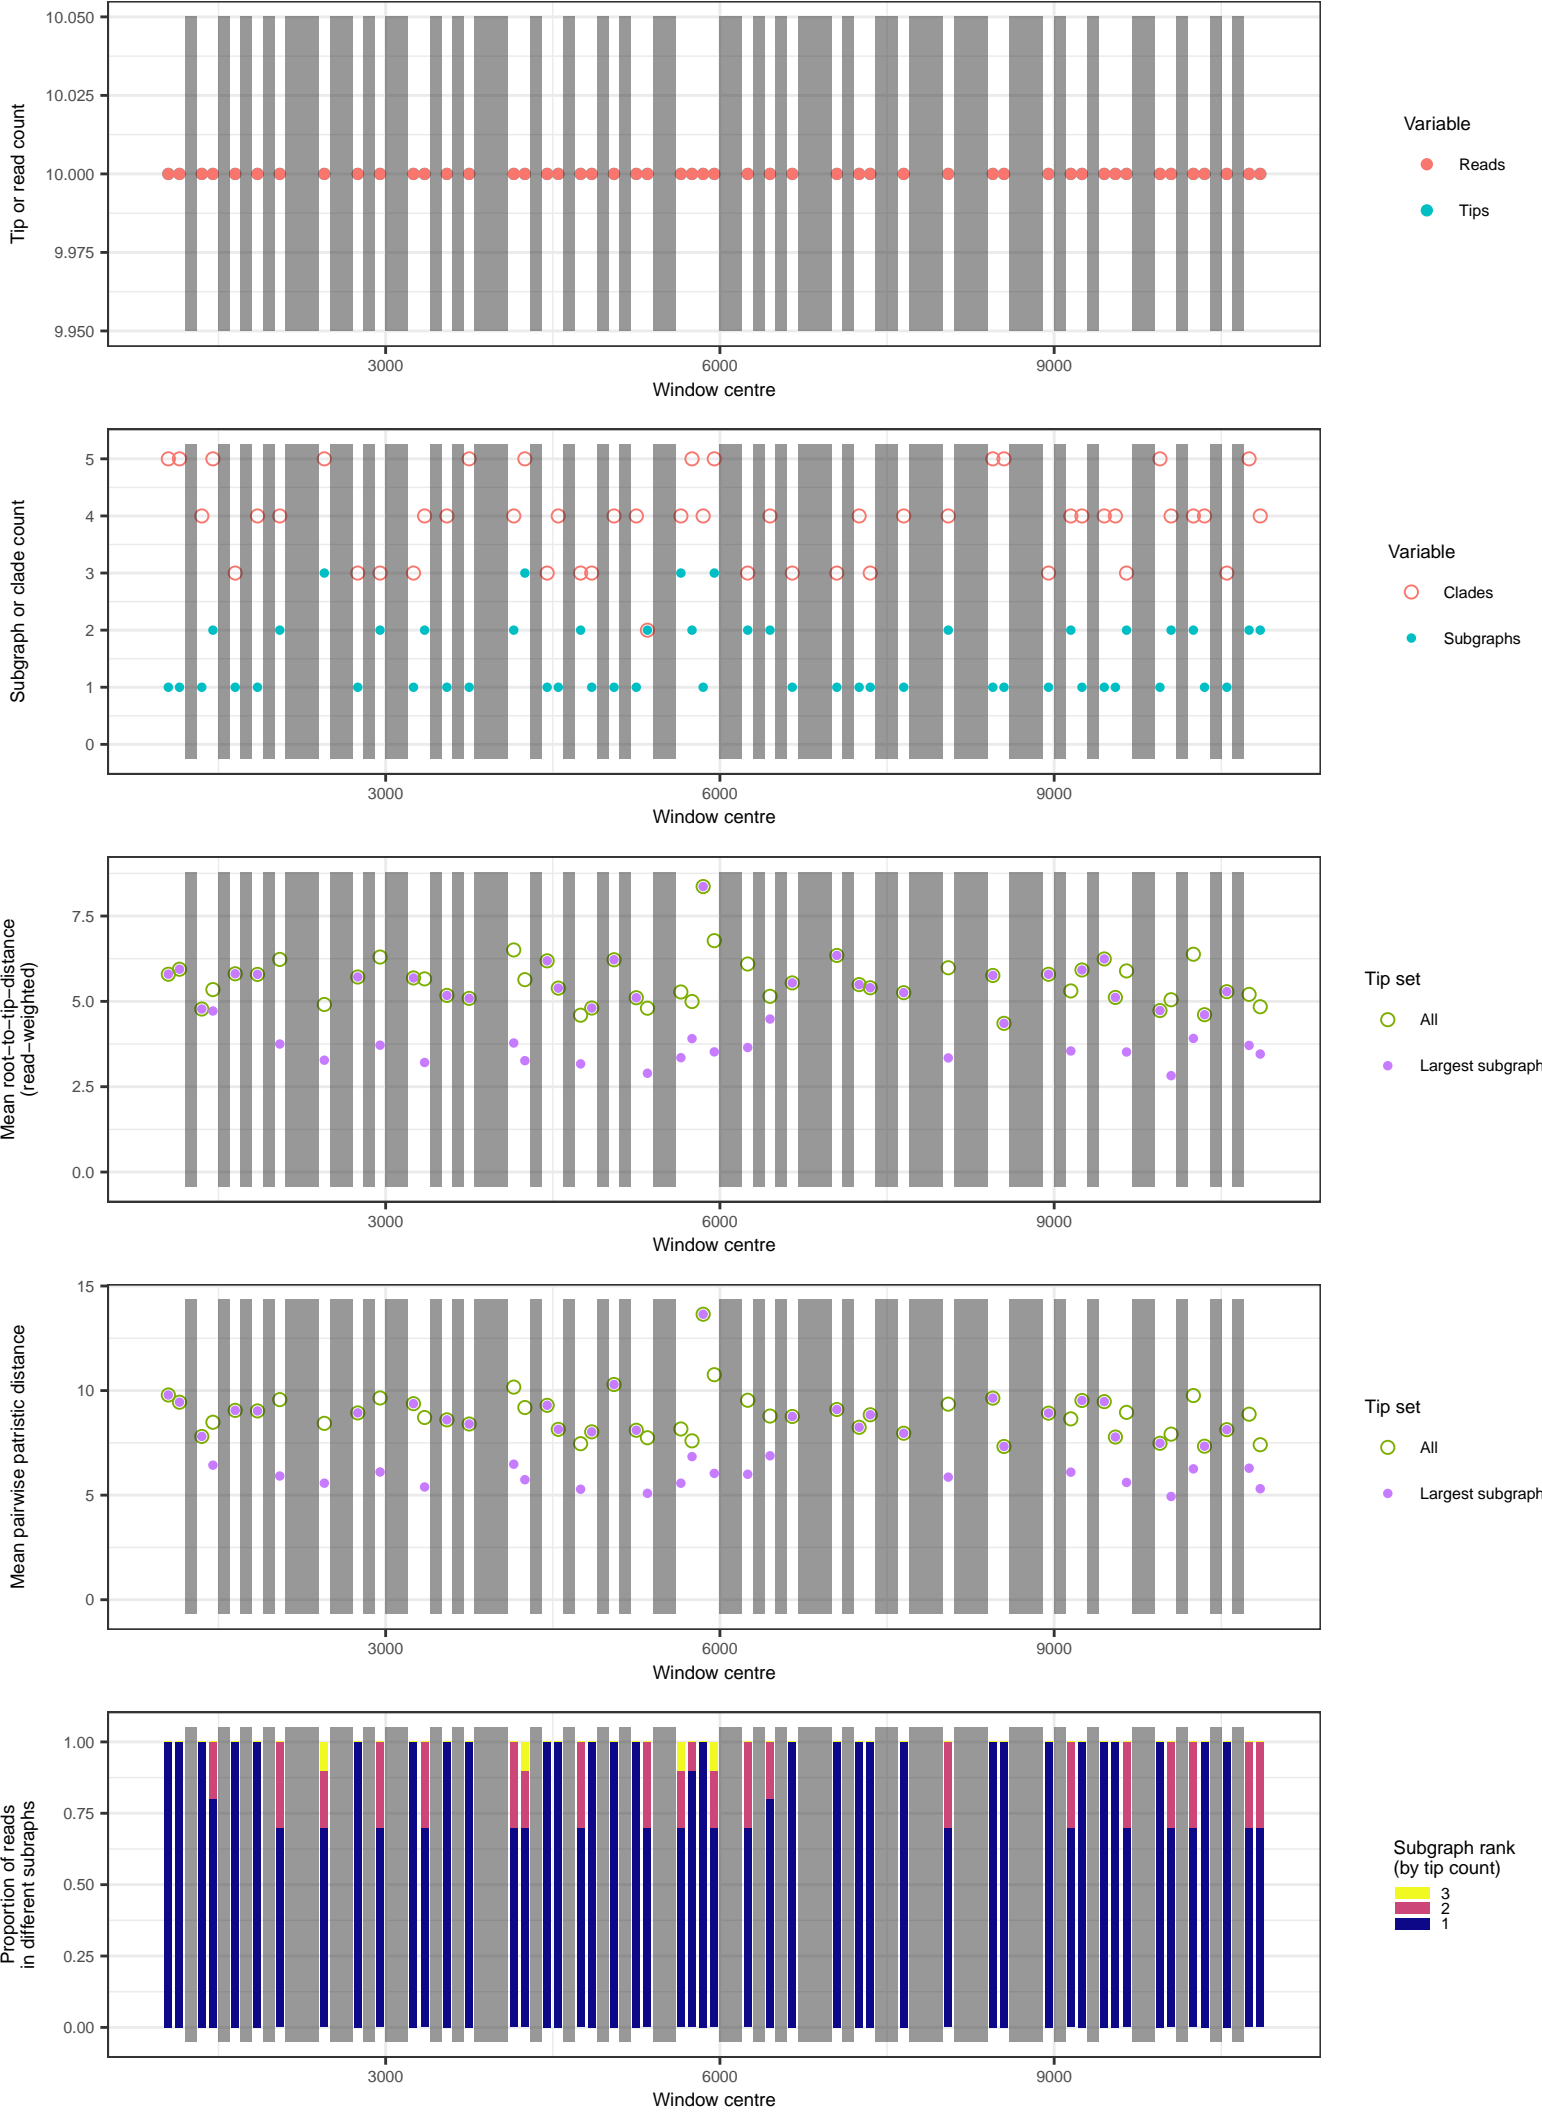 10.050
10.025
10.000
9.975
9.950
Tip or read count
3000 6000 9000
Window centre
Variable
Reads
Tips
5
4
3
2
1
0
Subgraph or clade count
3000 6000 9000
Window centre
Variable
Clades
Subgraphs
7.5
5.0
2.5
0.0
Mean root−to−tip−distance
(read−weighted)
3000 6000 9000
Window centre
Tip set
All
Largest subgraph
15
10
5
0
Mean pairwise patristic distance
3000 6000 9000
Window centre
Tip set
All
Largest subgraph
1.00
0.75
0.50
0.25
0.00
Proportion of reads
in different subraphs
3000 6000 9000
Window centre
Subgraph rank
(by tip count)
3
2
1